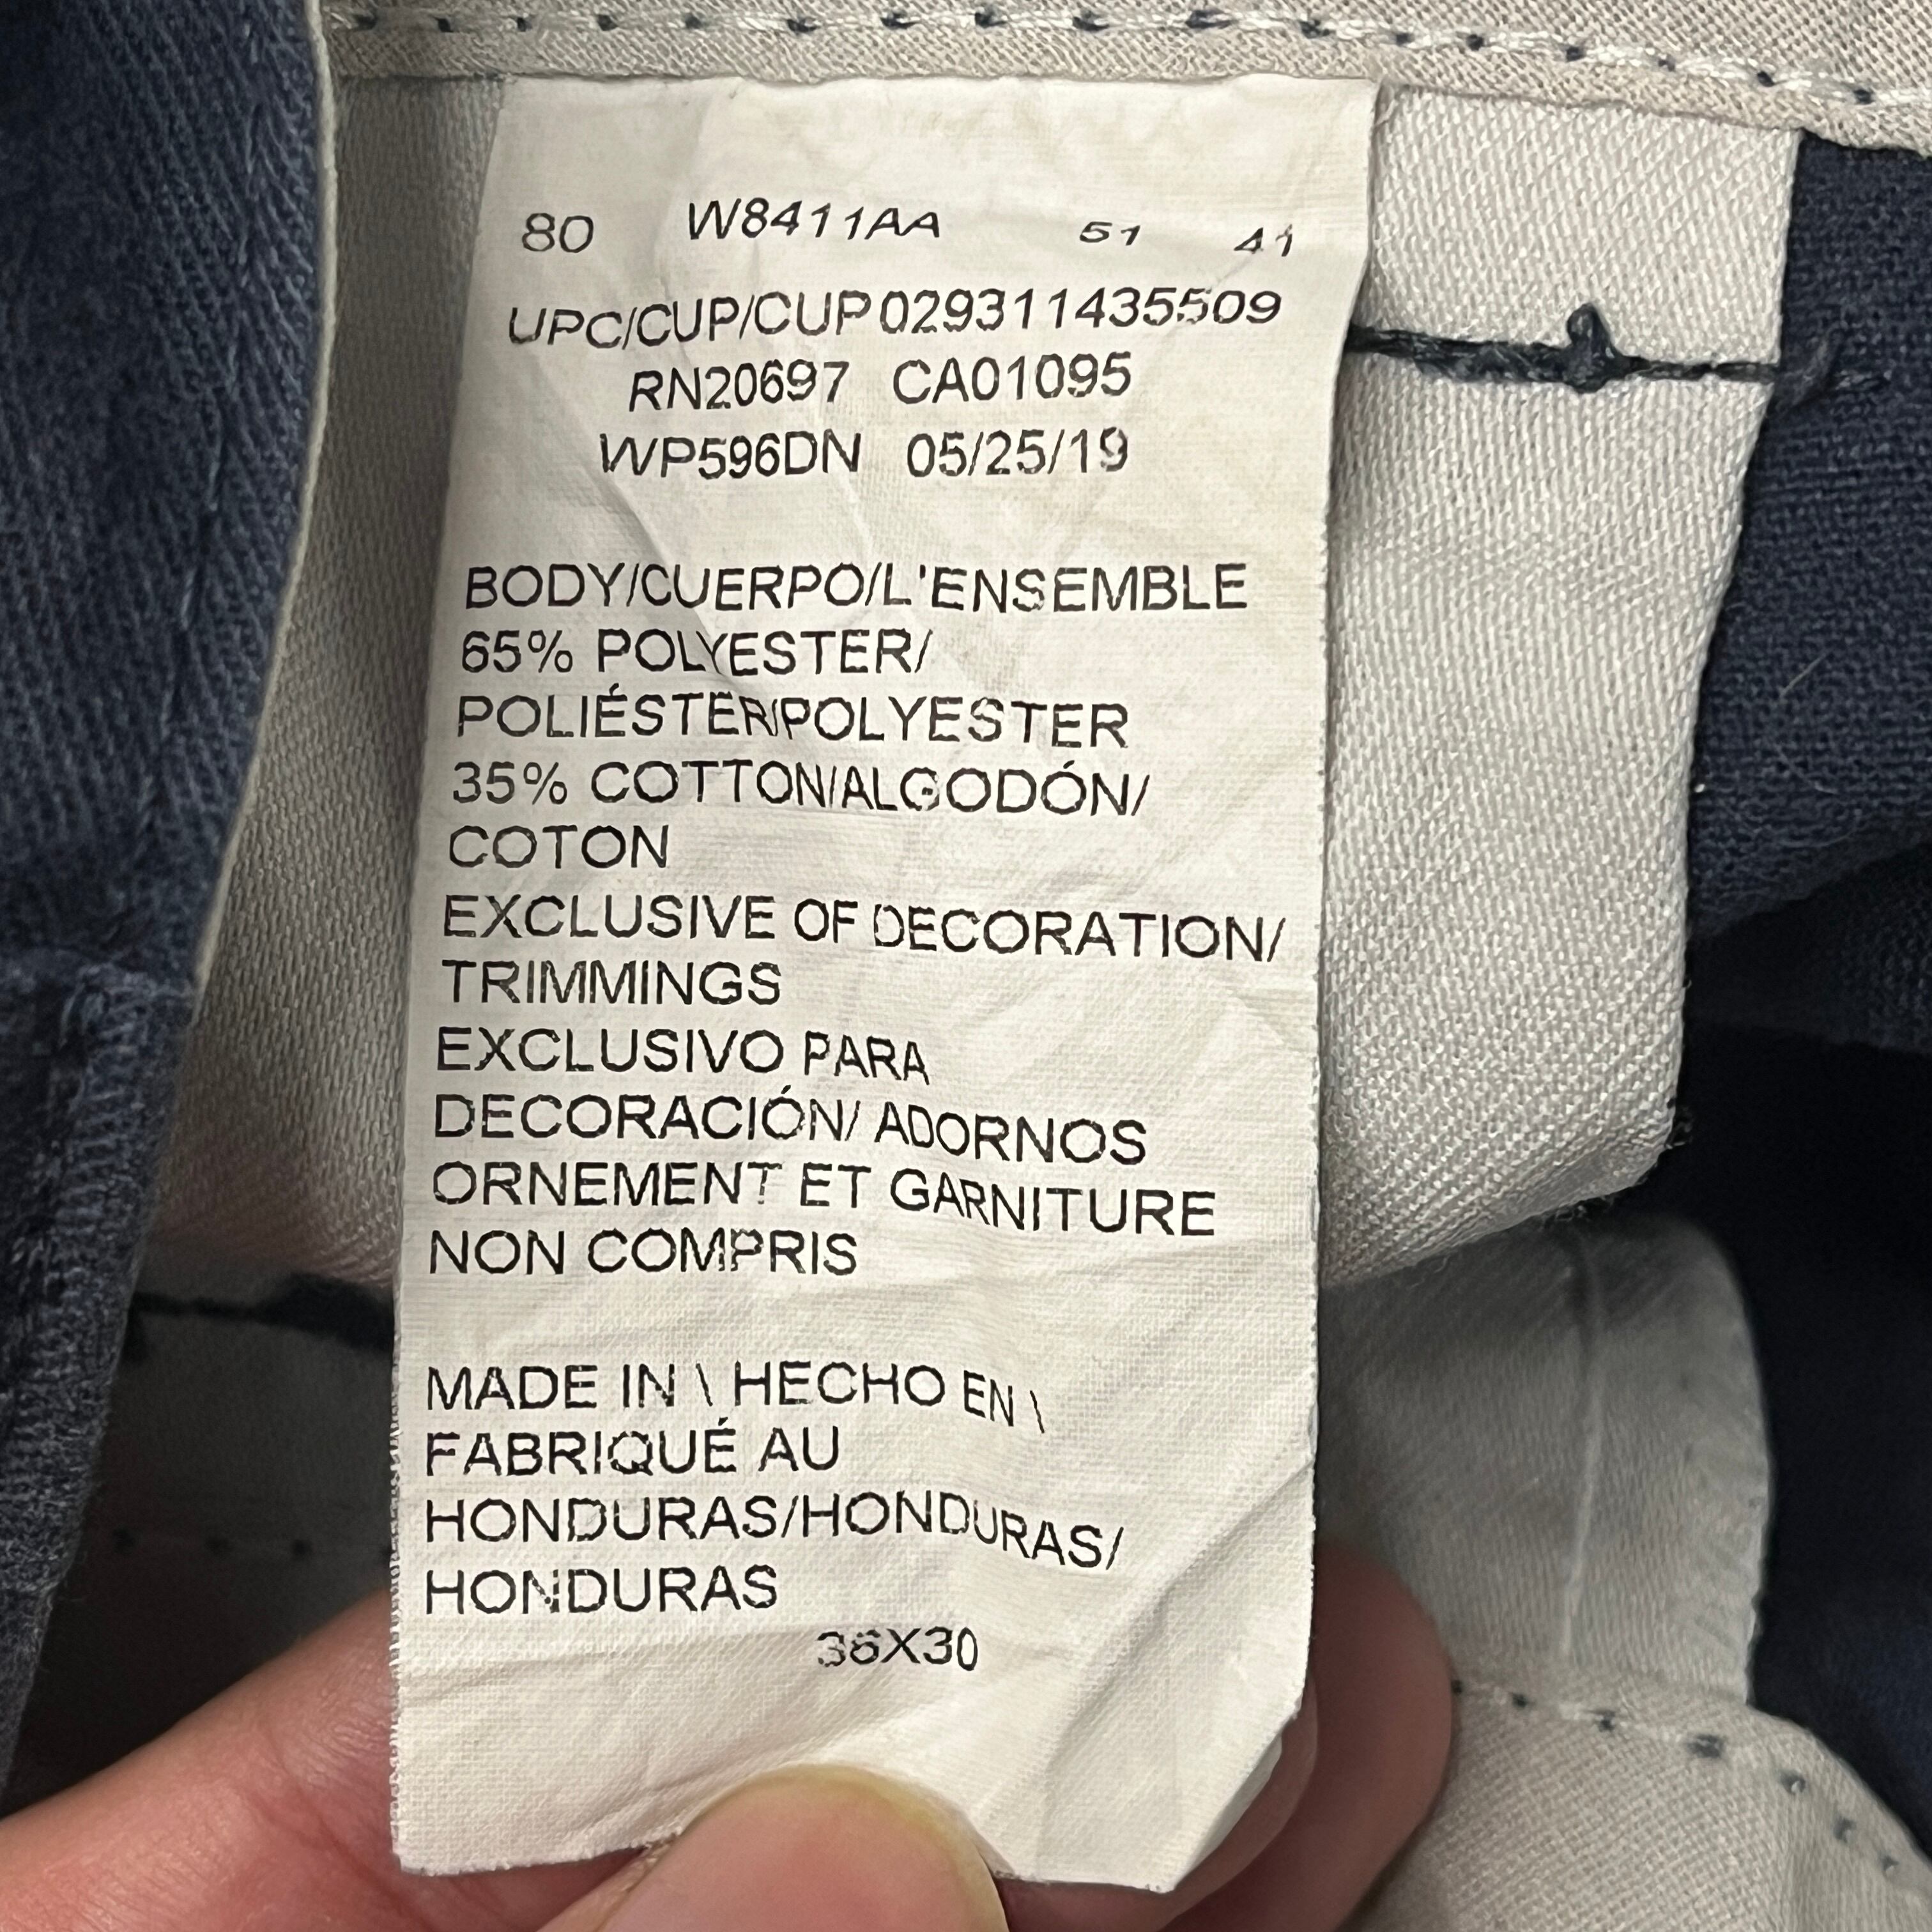 80 W8411AA 51 41
UPC/CUP/CUP 029311435509
RN20697 CA01095
WP596DN 05/25/19
BODY/CUERPO/L'ENSEMBLE
65% POLYESTER/
POLIÉSTER/POLYESTER
35% COTTON/ALGODÓN/
COTON
EXCLUSIVE OF DECORATION/
TRIMMINGS
EXCLUSIVO PARA
DECORACIÓN/ ADORNOS
ORNEMENT ET GARNITURE
NON COMPRIS
MADE IN \ HECHO EN \
FABRIQUÉ AU
HONDURAS/HONDURAS/
HONDURAS
36X30